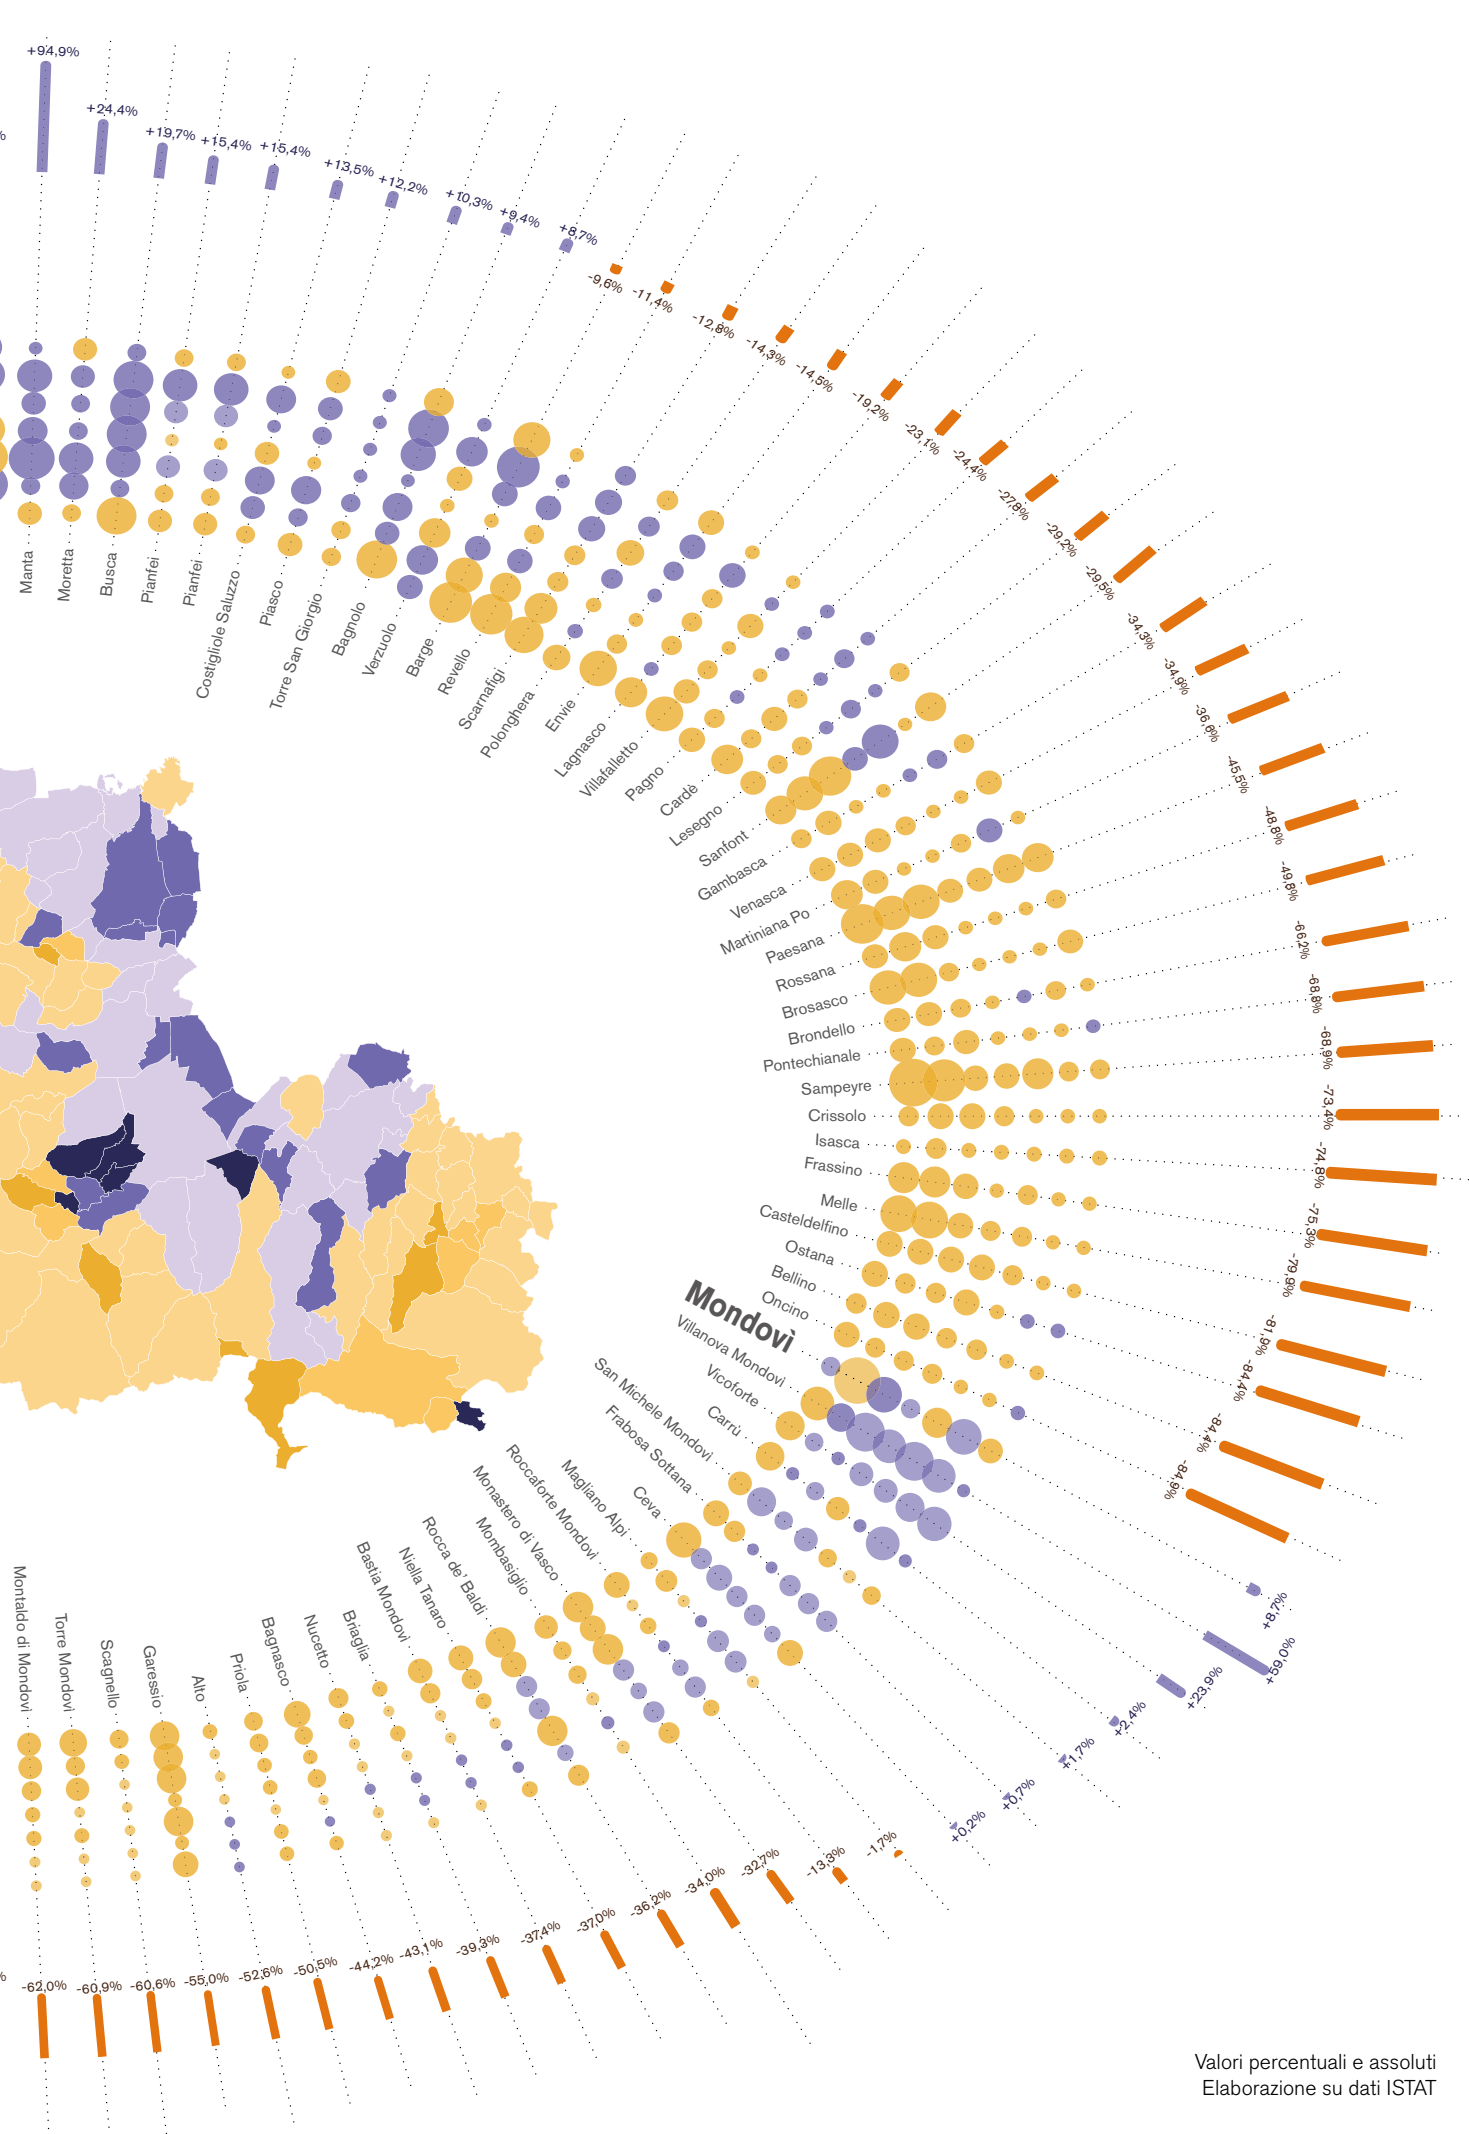 +94,9%
+24,4%
+19,7%
+15,4%
+15,4%
+13,5%
+12,2%
+10,3%
+9,4%
+8,7%
-9,6%
-11,4%
-12,8%
-14,3%
-14,5%
-19,2%
-23,1%
-24,4%
-27,8%
-29,2%
-29,5%
-34,3%
-34,9%
-36,6%
-45,5%
-48,8%
-49,8%
-66,2%
-68,8%
-68,9%
-73,4%
-74,8%
-75,3%
-79,9%
-81,9%
-84,4%
-84,4%
-84,9%
Manta
Moretta
Busca
Pianfei
Pianfei
Costigliole Saluzzo
Piasco
Torre San Giorgio
Bagnolo
Verzuolo
Barge
Revello
Scarnafigi
Polonghera
Envie
Lagnasco
Villafalletto
Pagno
Cardè
Lesegno
Sanfont
Gambasca
Venasca
Martiniana Po
Paesana
Rossana
Brosasco
Brondello
Pontechianale
Sampeyre
Crissolo
Isasca
Frassino
Melle
Casteldelfino
Ostana
Bellino
Oncino
Mondovì
Villanova Mondovì
Vicoforte
Carrù
San Michele Mondovì
Frabosa Sottana
Ceva
Magliano Alpi
Roccaforte Mondovì
Monastero di Vasco
Mombasiglio
Rocca de' Baldi
Niella Tanaro
Bastia Mondovì
Briaglia
Nucetto
Bagnasco
Priola
Alto
Garessio
Scagnello
Torre Mondovì
Montaldo di Mondovì
+8,7%
+59,0%
+23,9%
+2,4%
+1,7%
+0,7%
+0,2%
-1,7%
-13,3%
-32,7%
-34,0%
-36,2%
-37,0%
-37,4%
-39,3%
-43,1%
-44,2%
-50,5%
-52,6%
-55,0%
-60,6%
-60,9%
-62,0%
Valori percentuali e assoluti
Elaborazione su dati ISTAT